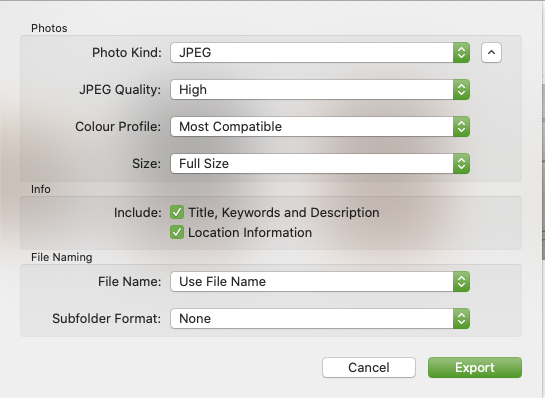 Photos
Photo Kind: JPEG
JPEG Quality: High
Colour Profile: Most Compatible
Size: Full Size
Info
Include: Title, Keywords and Description
Location Information
File Naming
File Name: Use File Name
Subfolder Format: None
Cancel Export